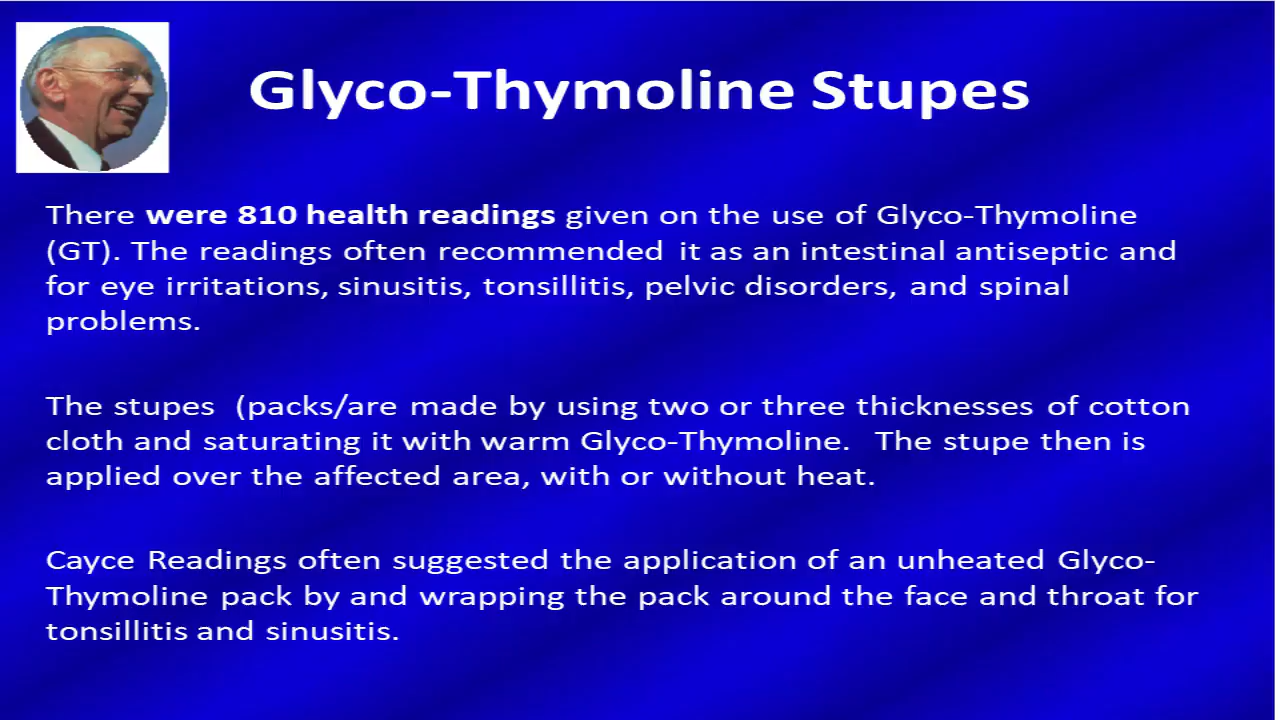 Glyco-Thymoline Stupes
There were 810 health readings given on the use of Glyco-Thymoline
(GT). The readings often recommended it as an intestinal antiseptic and
for eye irritations, sinusitis, tonsillitis, pelvic disorders, and spinal
problems.
The stupes (packs/are made by using two or three thicknesses of cotton
cloth and saturating it with warm Glyco-Thymoline. The stupe then is
applied over the affected area, with or without heat.
Cayce Readings often suggested the application of an unheated Glyco-
Thymoline pack by and wrapping the pack around the face and throat for
tonsillitis and sinusitis.